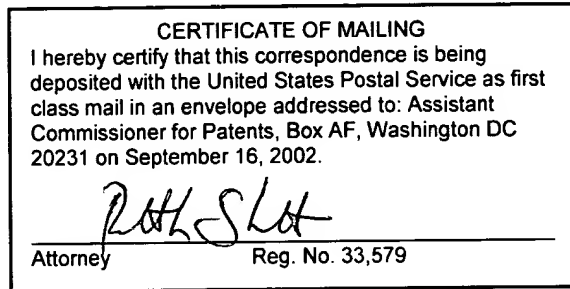 CERTIFICATE OF MAILING
I hereby certify that this correspondence is being
deposited with the United States Postal Service as first
class mail in an envelope addressed to: Assistant
Commissioner for Patents, Box AF, Washington DC
20231 on September 16, 2002.
Attorney Reg. No. 33,579